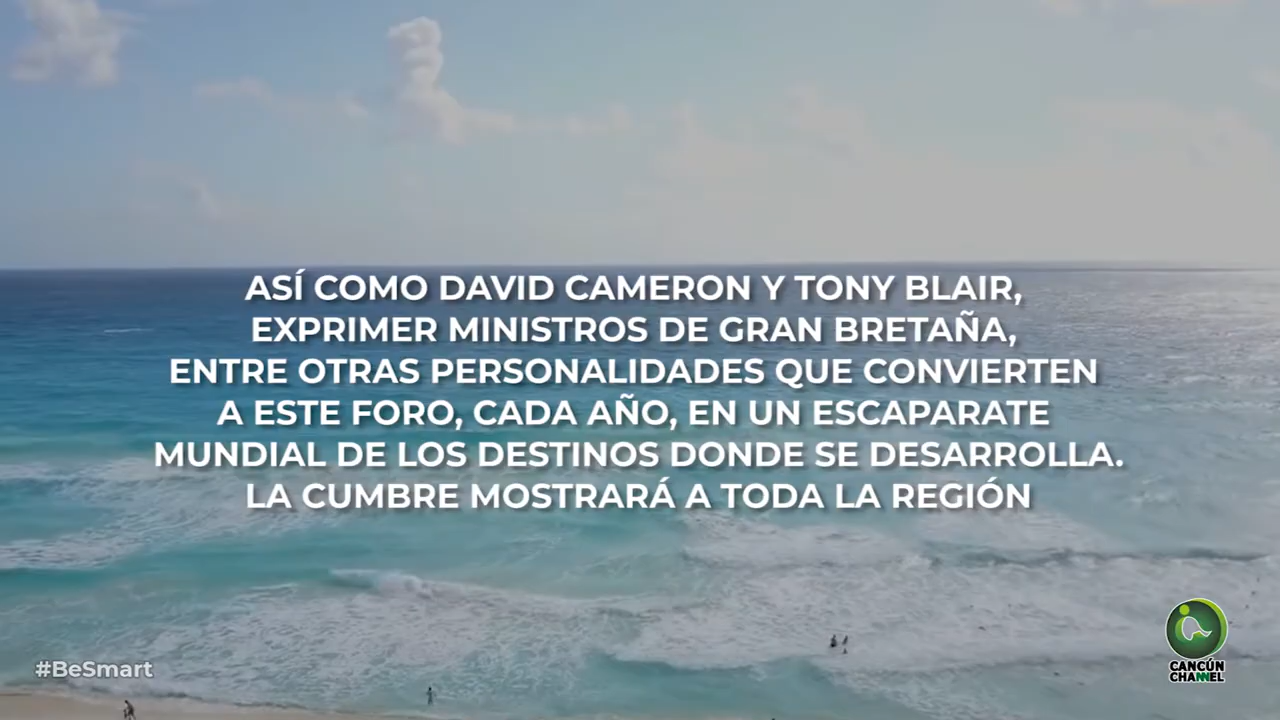 ASÍ COMO DAVID CAMERON Y TONY BLAIR,
EXPRIMER MINISTROS DE GRAN BRETAÑA,
ENTRE OTRAS PERSONALIDADES QUE CONVIERTEN
A ESTE FORO, CADA AÑO, EN UN ESCAPARATE
MUNDIAL DE LOS DESTINOS DONDE SE DESARROLLA.
LA CUMBRE MOSTRARÁ A TODA LA REGIÓN
#BeSmart
CANCÚN
CHANNEL